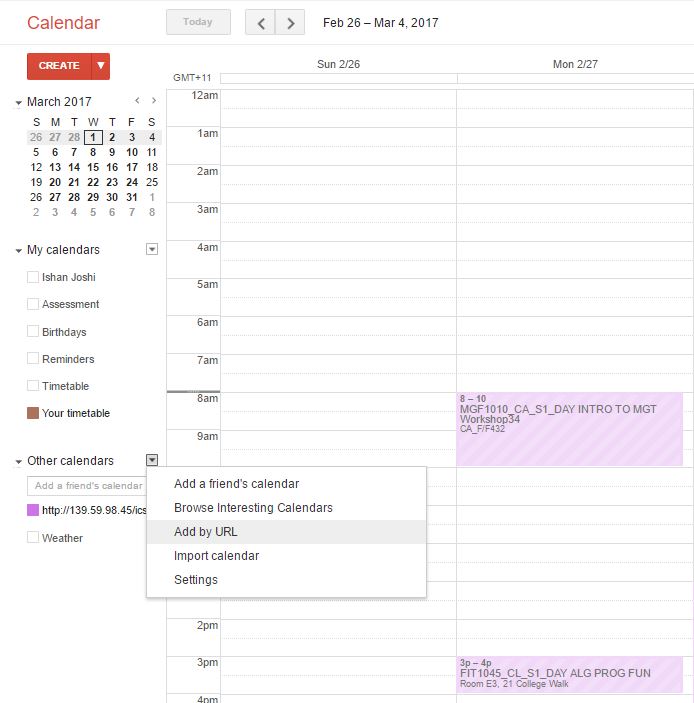 Calendar
Today
Feb 26 – Mar 4, 2017
CREATE
March 2017
S M T W T F S
26 27 28 1 2 3 4
5 6 7 8 9 10 11
12 13 14 15 16 17 18
19 20 21 22 23 24 25
26 27 28 29 30 31 1
2 3 4 5 6 7 8
My calendars
Ishan Joshi
Assessment
Birthdays
Reminders
Timetable
Your timetable
Other calendars
Add a friend's calendar
http://139.59.98.45/ics
Weather
Add a friend's calendar
Browse Interesting Calendars
Add by URL
Import calendar
Settings
Sun 2/26
Mon 2/27
GMT+11
12am
1am
2am
3am
4am
5am
6am
7am
8am
9am
2pm
3pm
4pm
8 – 10
MGF1010_CA_S1_DAY INTRO TO MGT
Workshop34
CA_F/F432
3p – 4p
FIT1045_CL_S1_DAY ALG PROG FUN
Room E3, 21 College Walk